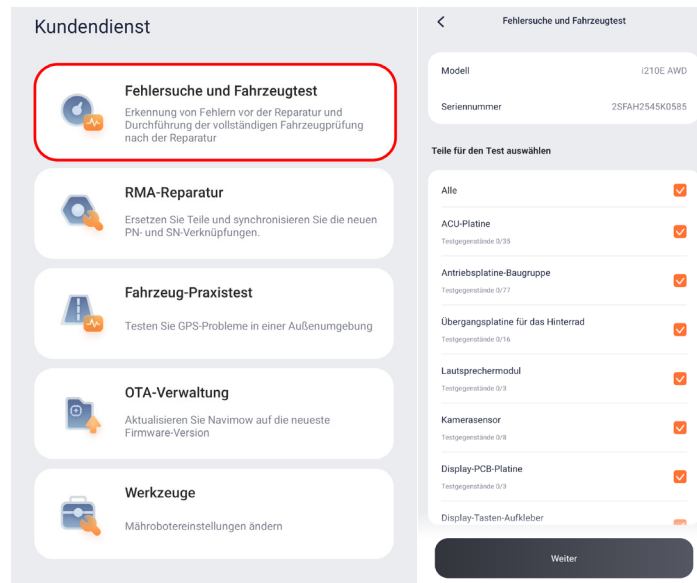 Kundendienst
Fehlersuche und Fahrzeugtest
Erkennung von Fehlern vor der Reparatur und
Durchführung der vollständigen Fahrzeugprüfung
nach der Reparatur
RMA-Reparatur
Ersetzen Sie Teile und synchronisieren Sie die neuen
PN- und SN-Verknüpfungen.
Fahrzeug-Praxistest
Testen Sie GPS-Probleme in einer Außenumgebung
OTA-Verwaltung
Aktualisieren Sie Navimow auf die neueste
Firmware-Version
Werkzeuge
Mährobotereinstellungen ändern
Fehlersuche und Fahrzeugtest
Modell i210E AWD
Seriennummer 2SFAH2545K0585
Teile für den Test auswählen
Alle
ACU-Platine
Testgegenstände 0/35
Antriebsplatine-Baugruppe
Testgegenstände 0/77
Übergangsplatine für das Hinterrad
Testgegenstände 0/16
Lautsprechermodul
Testgegenstände 0/3
Kamerasensor
Testgegenstände 0/8
Display-PCB-Platine
Testgegenstände 0/3
Display-Tasten-Aufkleber
Weiter